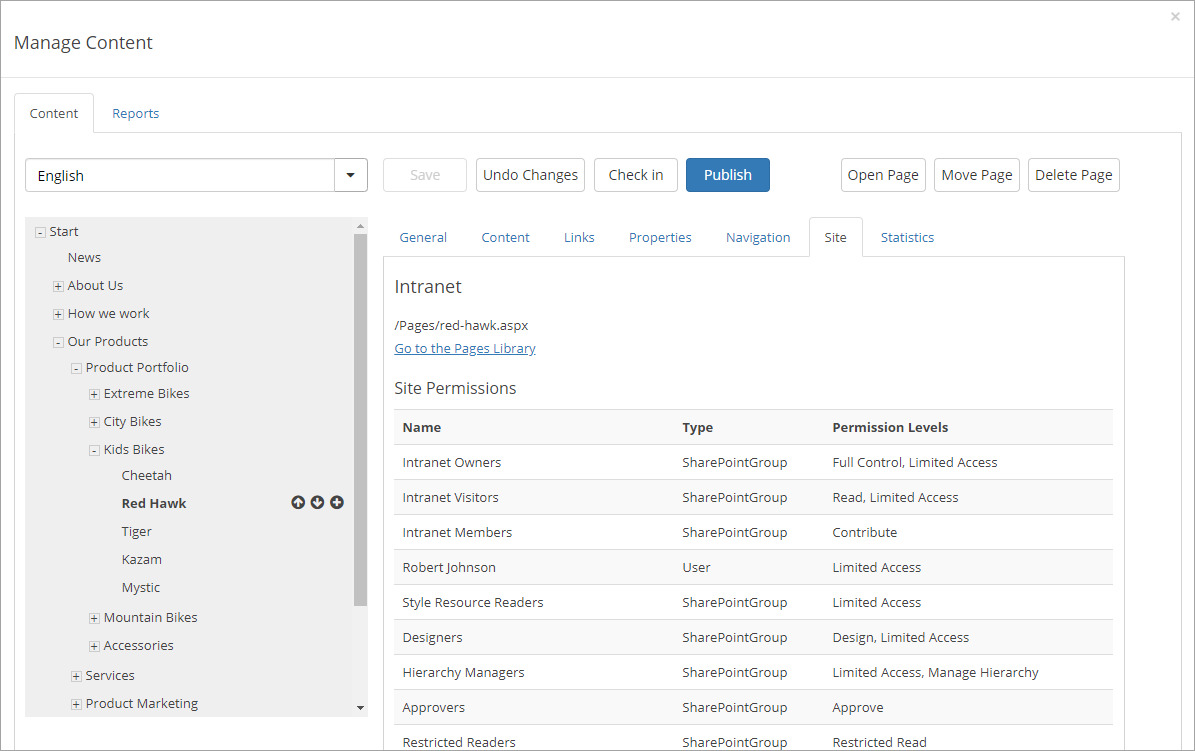 Manage Content
Content Reports
English Save Undo Changes Check in Publish Open Page Move Page Delete Page
Start
News
About Us
How we work
Our Products
Product Portfolio
Extreme Bikes
City Bikes
Kids Bikes
Cheetah
Red Hawk
Tiger
Kazam
Mystic
Mountain Bikes
Accessories
Services
Product Marketing
General Content Links Properties Navigation Site Statistics
Intranet
/Pages/red-hawk.aspx
Go to the Pages Library
Site Permissions
Name Type Permission Levels
Intranet Owners SharePointGroup Full Control, Limited Access
Intranet Visitors SharePointGroup Read, Limited Access
Intranet Members SharePointGroup Contribute
Robert Johnson User Limited Access
Style Resource Readers SharePointGroup Limited Access
Designers SharePointGroup Design, Limited Access
Hierarchy Managers SharePointGroup Limited Access, Manage Hierarchy
Approvers SharePointGroup Approve
Restricted Readers SharePointGroup Restricted Read